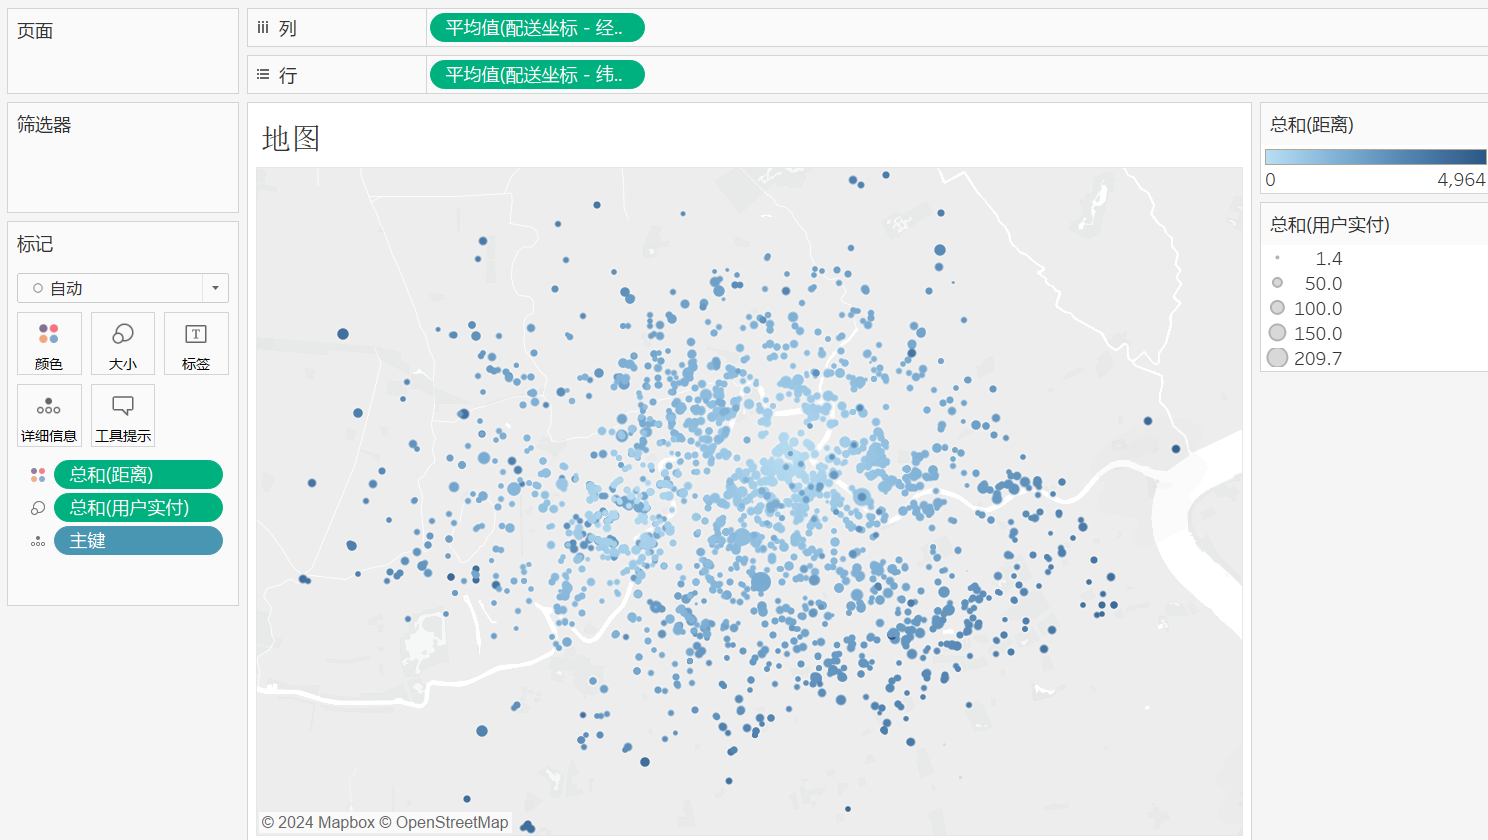 页面
列
平均值(配送坐标 - 经..
行
平均值(配送坐标 - 纬..
筛选器
标记
自动
颜色
大小
标签
详细信息
工具提示
总和(距离)
总和(用户实付)
主键
地图
© 2024 Mapbox © OpenStreetMap
总和(距离)
0
4,964
总和(用户实付)
1.4
50.0
100.0
150.0
209.7